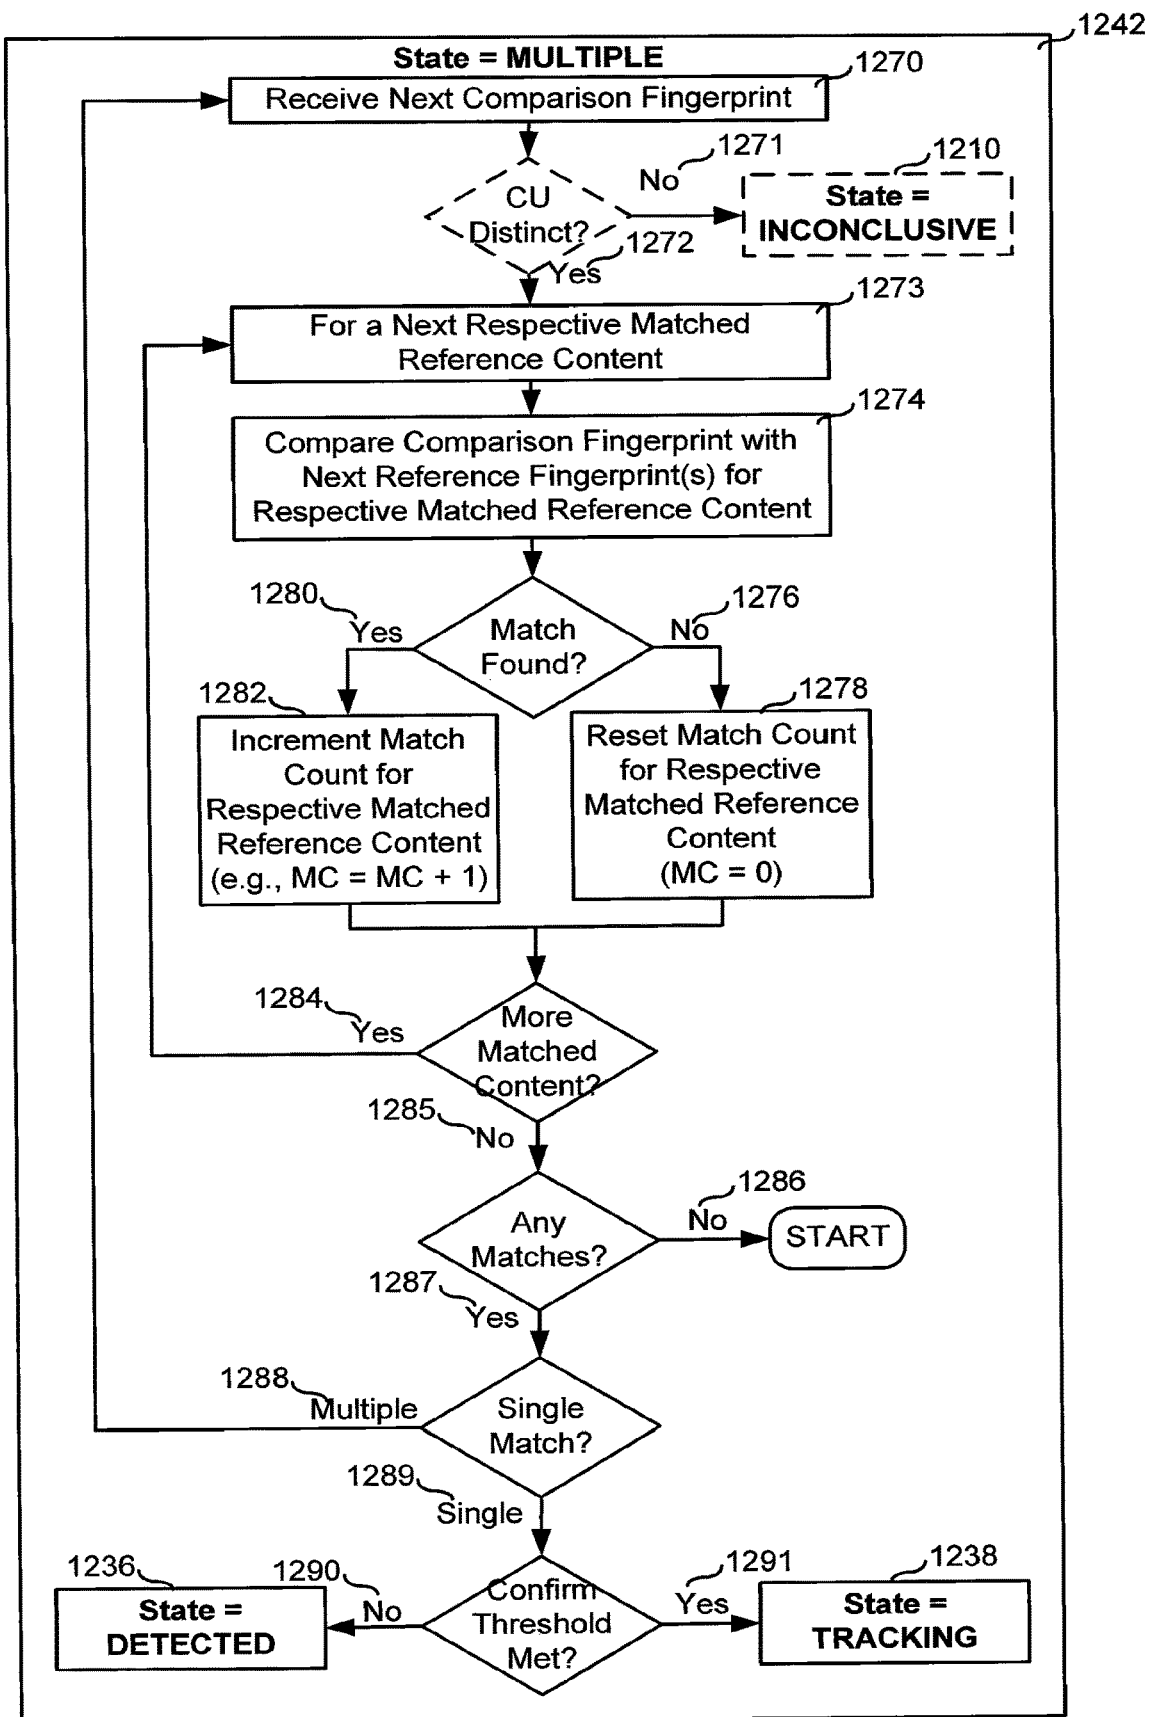 1242
State = MULTIPLE
1270
Receive Next Comparison Fingerprint
1271
No
1210
State =
INCONCLUSIVE
CU
Distinct?
1272
Yes
1273
For a Next Respective Matched
Reference Content
1274
Compare Comparison Fingerprint with
Next Reference Fingerprint(s) for
Respective Matched Reference Content
1280
Yes
1276
No
Match
Found?
1282
Increment Match
Count for
Respective Matched
Reference Content
(e.g., MC = MC + 1)
1278
Reset Match Count
for Respective
Matched Reference
Content
(MC = 0)
1284
Yes
More
Matched
Content?
1285
No
1286
No
START
Any
Matches?
1287
Yes
1288
Multiple
Single
Match?
1289
Single
1236
State =
DETECTED
1290
No
Confirm
Threshold
Met?
1291
Yes
1238
State =
TRACKING